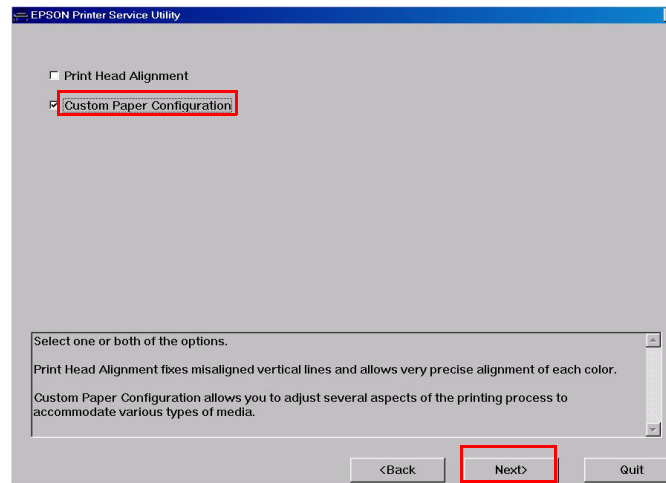 EPSON Printer Service Utility
Print Head Alignment
Custom Paper Configuration
Select one or both of the options.
Print Head Alignment fixes misaligned vertical lines and allows very precise alignment of each color.
Custom Paper Configuration allows you to adjust several aspects of the printing process to
accommodate various types of media.
<Back Next> Quit